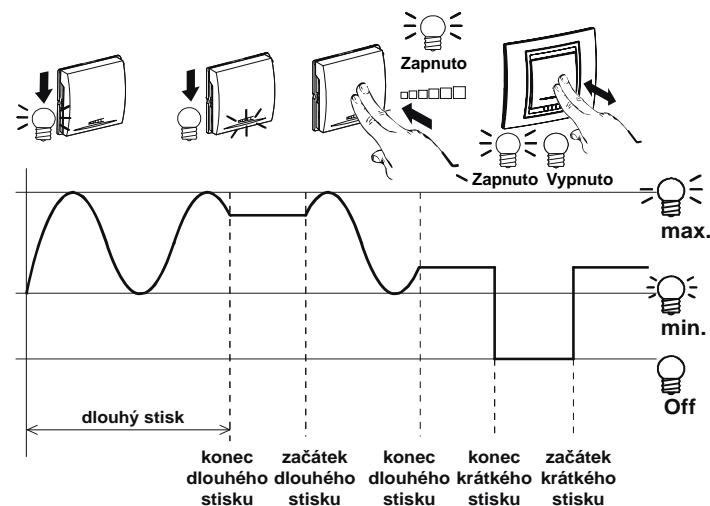 Zapnuto
Zapnuto Vypnuto
max.
min.
Off
dlouhý stisk
konec
dlouhého
stisku
začátek
dlouhého
stisku
konec
dlouhého
stisku
konec
krátkého
stisku
začátek
krátkého
stisku